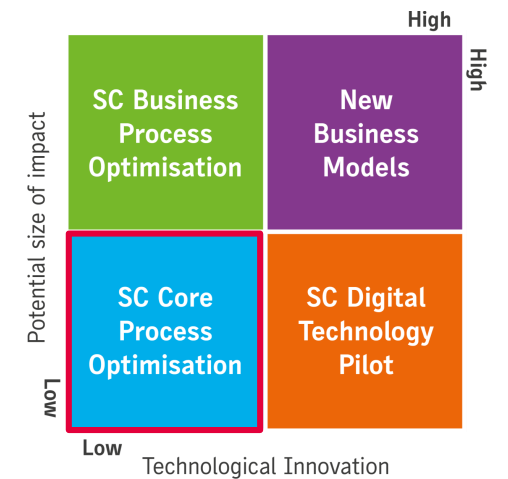 High
High
SC Business
Process
Optimisation
New
Business
Models
Potential size of impact
SC Core
Process
Optimisation
SC Digital
Technology
Pilot
Low
Low
Technological Innovation